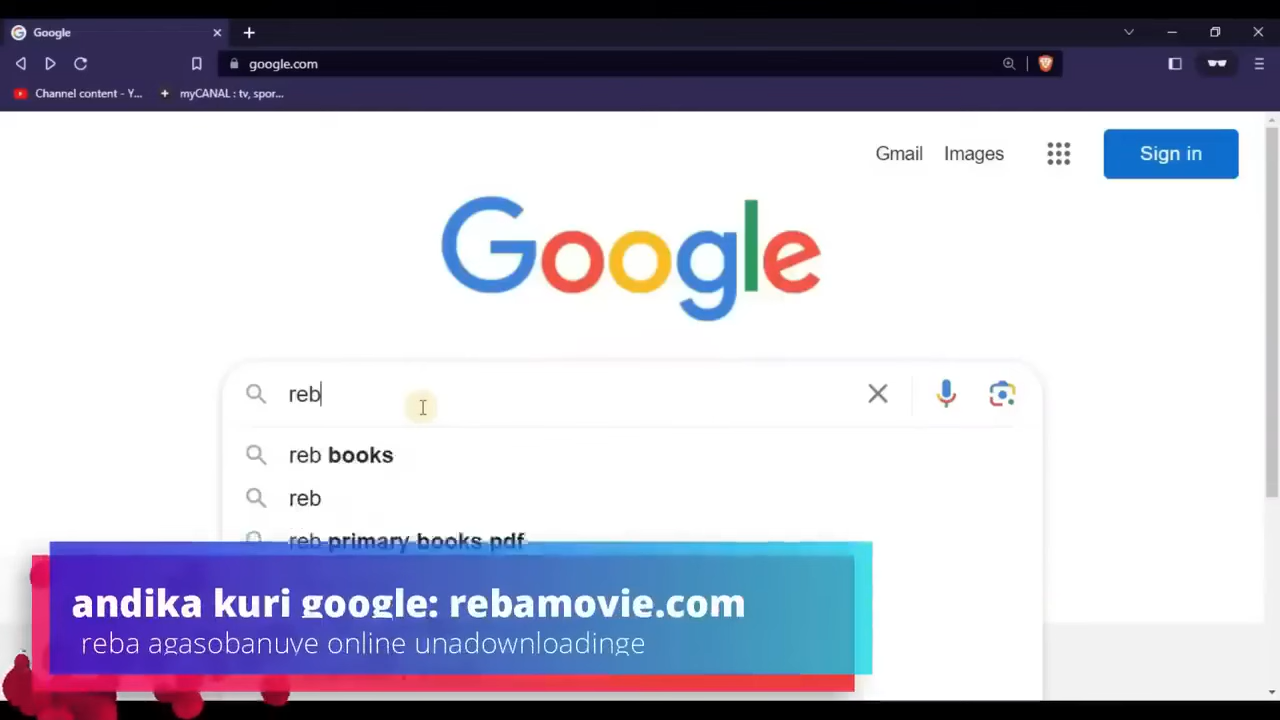 Google
google.com
Channel content - Y...
myCANAL : tv, spor...
Gmail
Images
Sign in
Google
reb
reb books
reb
reb primary books pdf
andika kuri google: rebamovie.com
reba agasobanuye online unadownloadinge